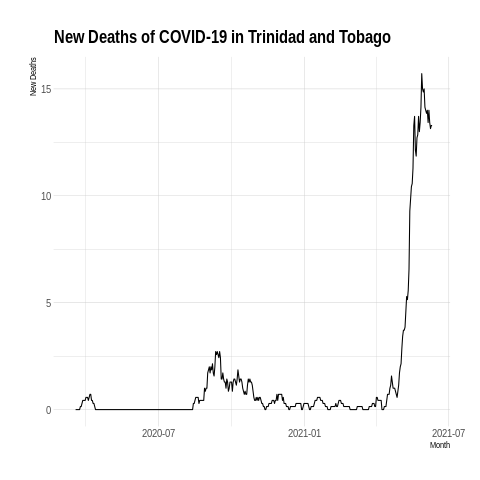 New Deaths of COVID-19 in Trinidad and Tobago
New Deaths
15
10
5
0
2020-07
2021-01
2021-07
Month